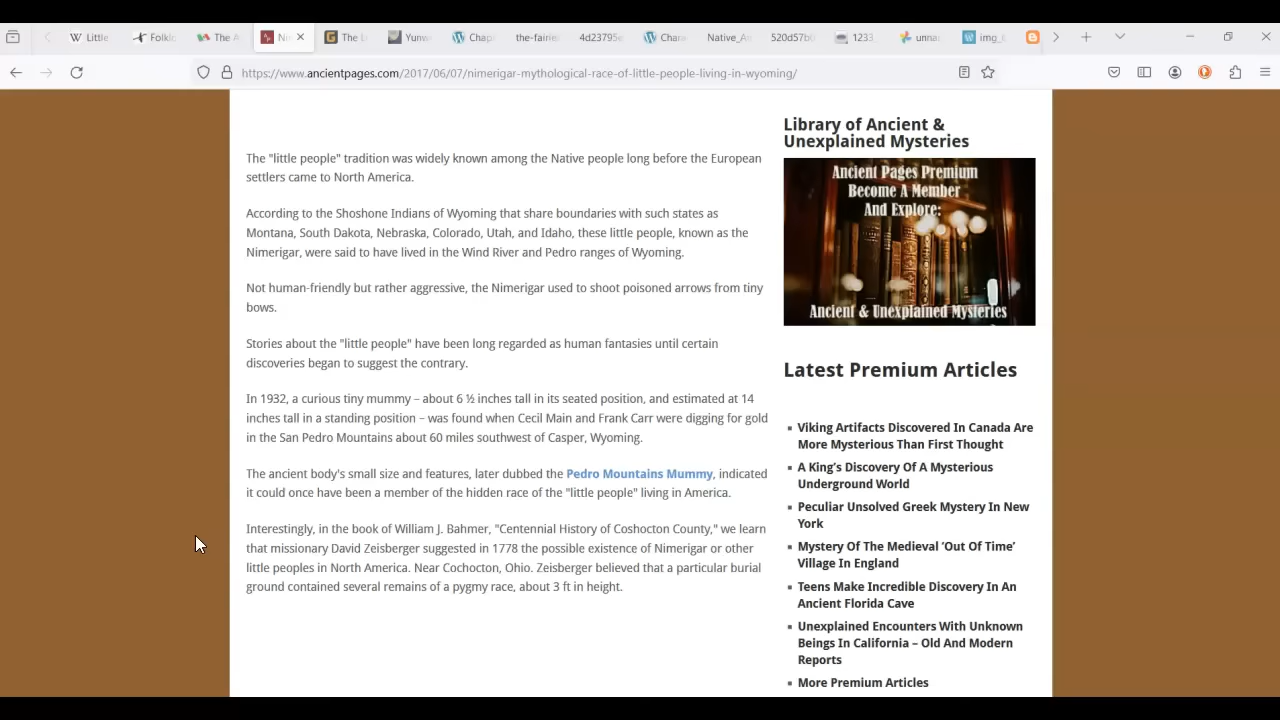 Little
Folklo
The A
Ni
The L
Yunw
Chap
the-fairie
4d23795e
Chara
Native_A
520d57b0
1233
unna
img_
https://www.ancientpages.com/2017/06/07/nimerigar-mythological-race-of-little-people-living-in-wyoming/
The "little people" tradition was widely known among the Native people long before the European
settlers came to North America.
According to the Shoshone Indians of Wyoming that share boundaries with such states as
Montana, South Dakota, Nebraska, Colorado, Utah, and Idaho, these little people, known as the
Nimerigar, were said to have lived in the Wind River and Pedro ranges of Wyoming.
Not human-friendly but rather aggressive, the Nimerigar used to shoot poisoned arrows from tiny
bows.
Stories about the "little people" have been long regarded as human fantasies until certain
discoveries began to suggest the contrary.
In 1932, a curious tiny mummy – about 6 ½ inches tall in its seated position, and estimated at 14
inches tall in a standing position – was found when Cecil Main and Frank Carr were digging for gold
in the San Pedro Mountains about 60 miles southwest of Casper, Wyoming.
The ancient body's small size and features, later dubbed the Pedro Mountains Mummy, indicated
it could once have been a member of the hidden race of the "little people" living in America.
Interestingly, in the book of William J. Bahmer, "Centennial History of Coshocton County," we learn
that missionary David Zeisberger suggested in 1778 the possible existence of Nimerigar or other
little peoples in North America. Near Cochocton, Ohio. Zeisberger believed that a particular burial
ground contained several remains of a pygmy race, about 3 ft in height.
Library of Ancient &
Unexplained Mysteries
Ancient Pages Premium
Become A Member
And Explore:
Ancient & Unexplained Mysteries
Latest Premium Articles
Viking Artifacts Discovered In Canada Are
More Mysterious Than First Thought
A King's Discovery Of A Mysterious
Underground World
Peculiar Unsolved Greek Mystery In New
York
Mystery Of The Medieval 'Out Of Time'
Village In England
Teens Make Incredible Discovery In An
Ancient Florida Cave
Unexplained Encounters With Unknown
Beings In California – Old And Modern
Reports
More Premium Articles